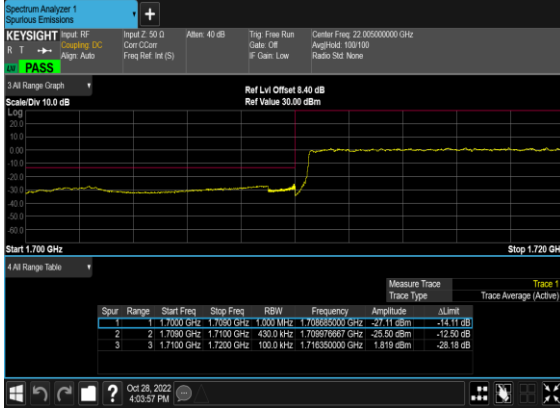 Spectrum Analyzer 1
Spurious Emissions
+
KEYSIGHT Input: RF Input Z: 50 Ω Atten: 40 dB Trig: Free Run Center Freq: 22.005000000 GHz
R T Coupling: DC Corr CCorr Gate: Off Avg|Hold: 100/100
Align: Auto Freq Ref: Int (S) IF Gain: Low Radio Std: None
LXI PASS
3 All Range Graph Ref Lvl Offset 8.40 dB
Scale/Div 10.0 dB Ref Value 30.00 dBm
Log
20.0
10.0
0.00
-10.0
-20.0
-30.0
-40.0
-50.0
-60.0
Start 1.700 GHz Stop 1.720 GH
4 All Range Table
Measure Trace Trace 1
Trace Type Trace Average (Active)
Spur Range Start Freq Stop Freq RBW Frequency Amplitude ΔLimit
1 1 1.7000 GHz 1.7090 GHz 1.000 MHz 1.708685000 GHz -27.11 dBm -14.11 dB
2 2 1.7090 GHz 1.7100 GHz 430.0 kHz 1.709976667 GHz -25.50 dBm -12.50 dB
3 3 1.7100 GHz 1.7200 GHz 100.0 kHz 1.716350000 GHz 1.819 dBm -28.18 dB
? Oct 28, 2022
4:03:57 PM